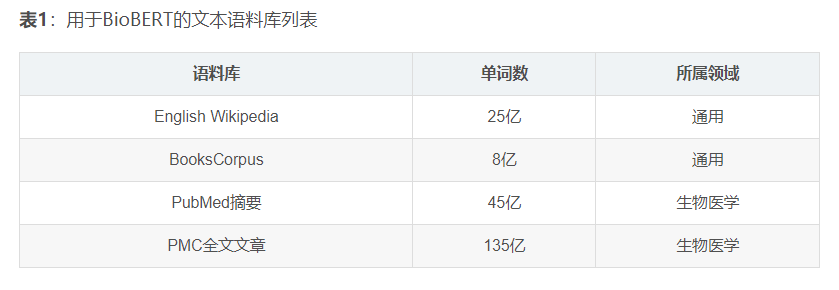 表1：用于BioBERT的文本语料库列表
语料库 单词数 所属领域
English Wikipedia 25亿 通用
BooksCorpus 8亿 通用
PubMed摘要 45亿 生物医学
PMC全文文章 135亿 生物医学